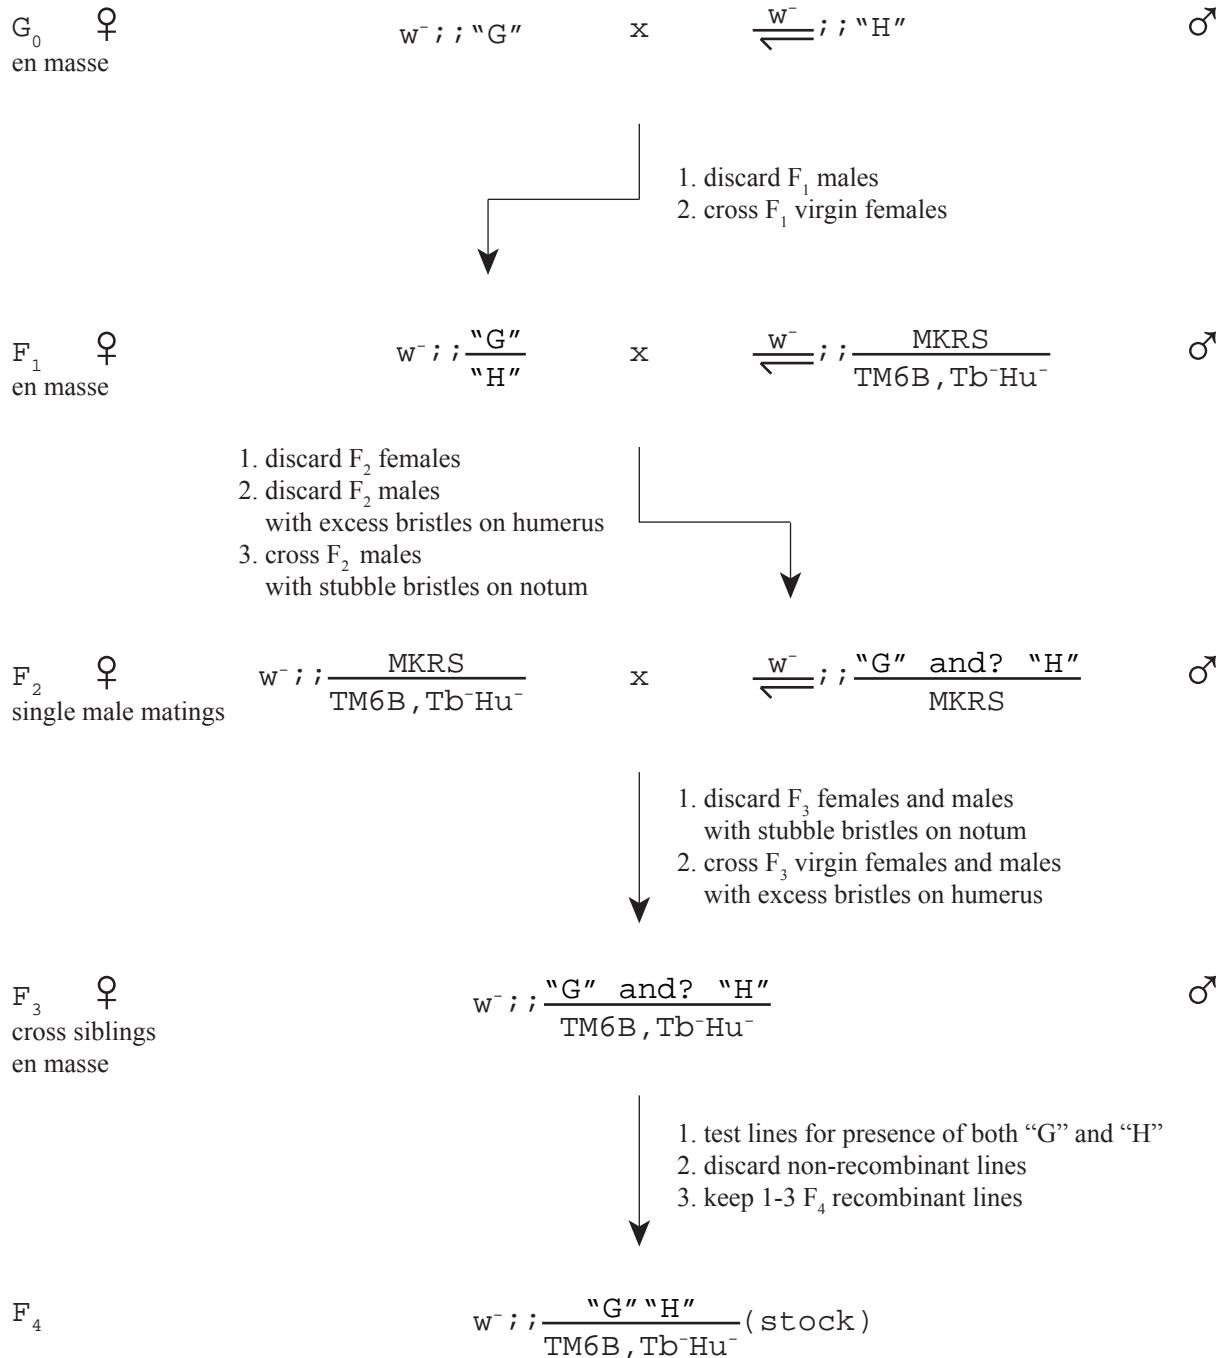 G₀ ♀ w⁻;;“G” x w⁻;;“H” ♂
en masse
1. discard F₁ males
2. cross F₁ virgin females
F₁ ♀ w⁻;;“G” x w⁻;;MKRS ♂
“H” TM6B,Tb⁻Hu⁻
en masse
1. discard F₂ females
2. discard F₂ males
with excess bristles on humerus
3. cross F₂ males
with stubble bristles on notum
F₂ ♀ w⁻;;MKRS x w⁻;;“G” and? “H” ♂
TM6B,Tb⁻Hu⁻ MKRS
single male matings
1. discard F₃ females and males
with stubble bristles on notum
2. cross F₃ virgin females and males
with excess bristles on humerus
F₃ ♀ w⁻;;“G” and? “H” ♂
TM6B,Tb⁻Hu⁻
cross siblings
en masse
1. test lines for presence of both “G” and “H”
2. discard non-recombinant lines
3. keep 1-3 F₄ recombinant lines
F₄ w⁻;;“G”“H”(stock)
TM6B,Tb⁻Hu⁻